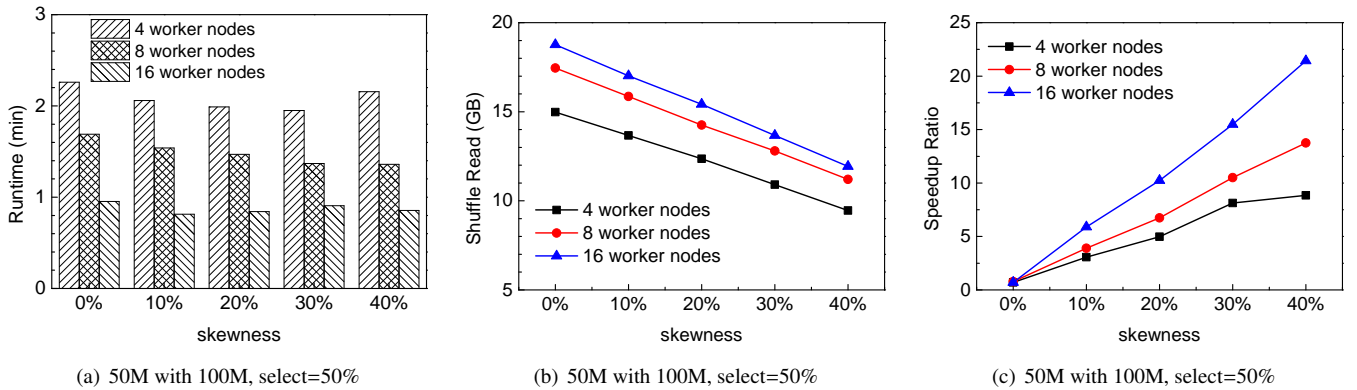 3
2
1
0
Runtime (min)
4 worker nodes
8 worker nodes
16 worker nodes
0% 10% 20% 30% 40%
skewness
(a) 50M with 100M, select=50%
20
15
10
5
Shuffle Read (GB)
4 worker nodes
8 worker nodes
16 worker nodes
0% 10% 20% 30% 40%
skewness
(b) 50M with 100M, select=50%
25
20
15
10
5
0
Speedup Ratio
4 worker nodes
8 worker nodes
16 worker nodes
0% 10% 20% 30% 40%
skewness
(c) 50M with 100M, select=50%